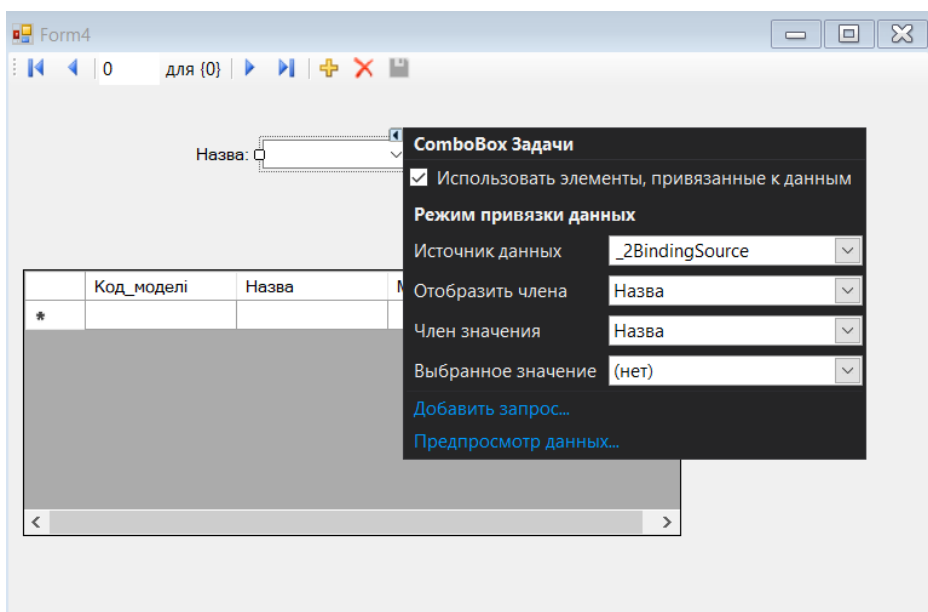 Form4
0 для {0}
Назва:
ComboBox Задачи
Использовать элементы, привязанные к данным
Режим привязки данных
Источник данных _2BindingSource
Отобразить члена Назва
Член значения Назва
Выбранное значение (нет)
Добавить запрос...
Предпросмотр данных...
Код_моделі Назва